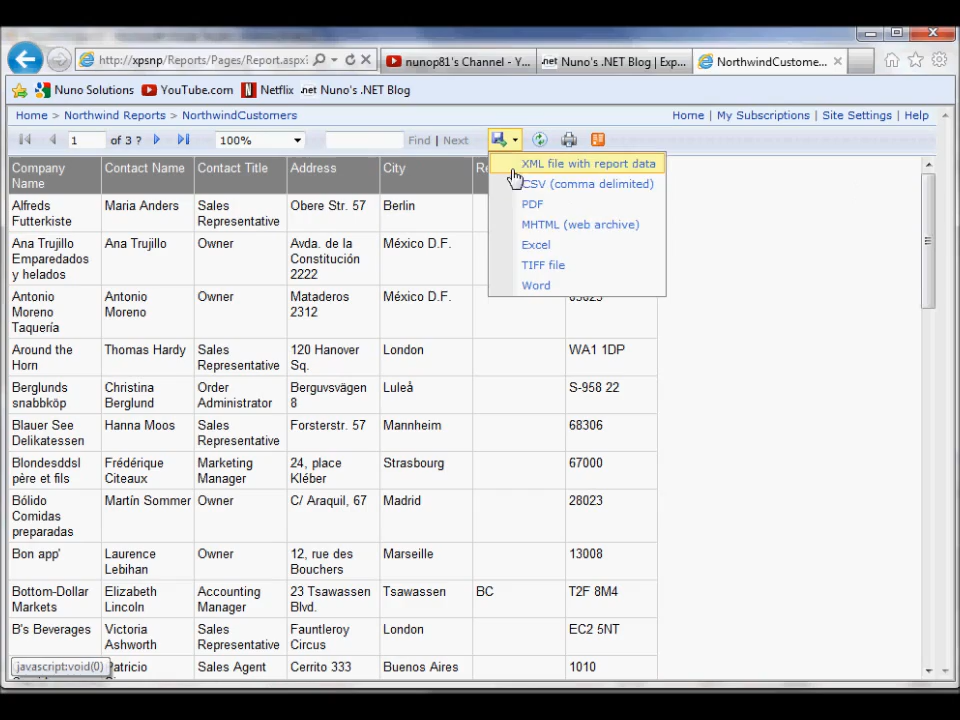 http://xpsnp/Reports/Pages/Report.aspx?
nunop81's Channel - Y...
.net Nuno's .NET Blog | Exp...
NorthwindCustome...
Nuno Solutions
YouTube.com
Netflix
.net Nuno's .NET Blog
Home > Northwind Reports > NorthwindCustomers
Home | My Subscriptions | Site Settings | Help
1 of 3 ?
100%
Find | Next
XML file with report data
CSV (comma delimited)
PDF
MHTML (web archive)
Excel
TIFF file
Word
Company Name
Contact Name
Contact Title
Address
City
Alfreds Futterkiste
Maria Anders
Sales Representative
Obere Str. 57
Berlin
Ana Trujillo Emparedados y helados
Ana Trujillo
Owner
Avda. de la Constitución 2222
México D.F.
Antonio Moreno Taquería
Antonio Moreno
Owner
Mataderos 2312
México D.F.
Around the Horn
Thomas Hardy
Sales Representative
120 Hanover Sq.
London
WA1 1DP
Berglunds snabbköp
Christina Berglund
Order Administrator
Berguvsvägen 8
Luleå
S-958 22
Blauer See Delikatessen
Hanna Moos
Sales Representative
Forsterstr. 57
Mannheim
68306
Blondesddsl père et fils
Frédérique Citeaux
Marketing Manager
24, place Kléber
Strasbourg
67000
Bólido Comidas preparadas
Martín Sommer
Owner
C/ Araquil, 67
Madrid
28023
Bon app'
Laurence Lebihan
Owner
12, rue des Bouchers
Marseille
13008
Bottom-Dollar Markets
Elizabeth Lincoln
Accounting Manager
23 Tsawassen Blvd.
Tsawassen
BC
T2F 8M4
B's Beverages
Victoria Ashworth
Sales Representative
Fauntleroy Circus
London
EC2 5NT
javascript:void(0)
Patricio
Sales Agent
Cerrito 333
Buenos Aires
1010